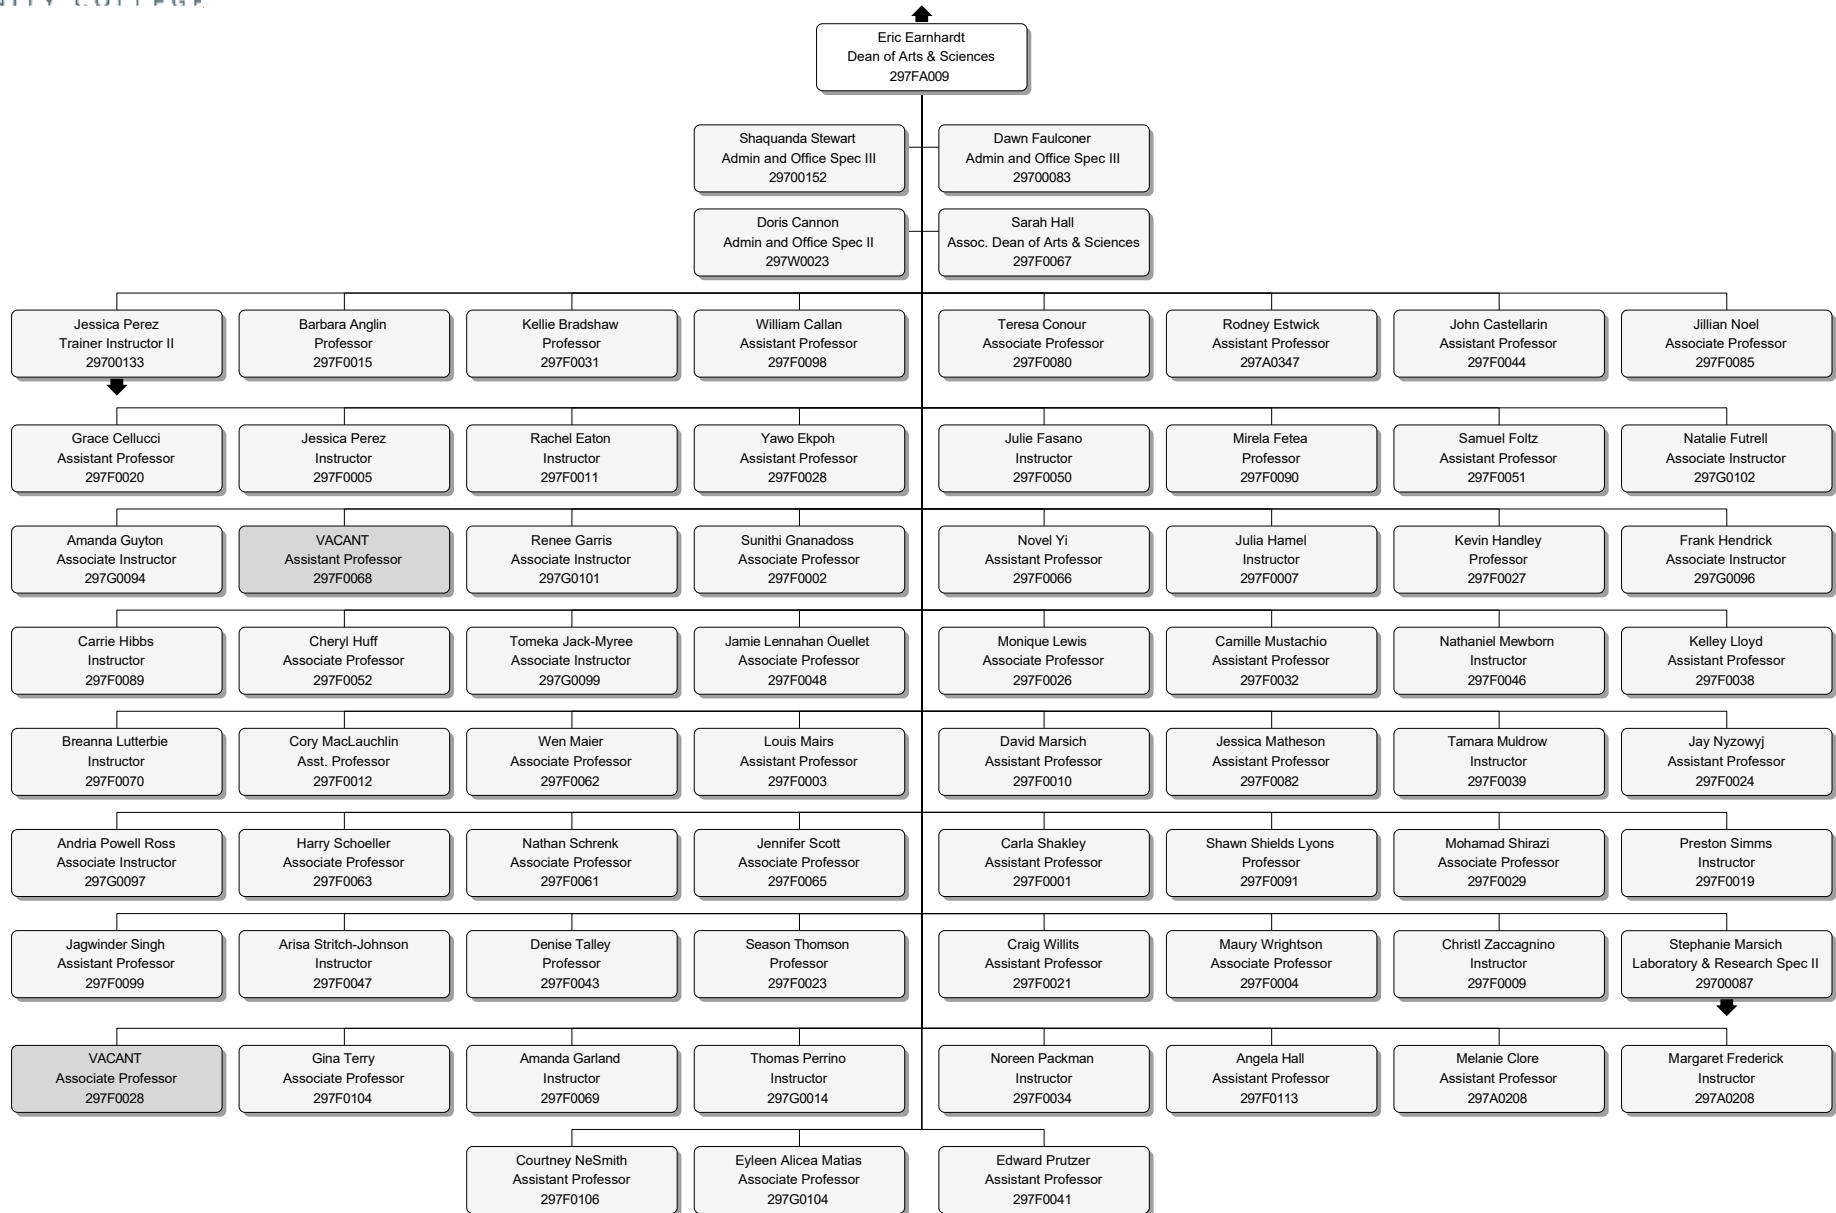 Eric Earnhardt
Dean of Arts & Sciences
297FA009
Shaquanda Stewart
Admin and Office Spec III
29700152
Dawn Faulconer
Admin and Office Spec III
29700083
Doris Cannon
Admin and Office Spec II
297W0023
Sarah Hall
Assoc. Dean of Arts & Sciences
297F0067
Jessica Perez
Trainer Instructor II
29700133
Barbara Anglin
Professor
297F0015
Kellie Bradshaw
Professor
297F0031
William Callan
Assistant Professor
297F0098
Teresa Conour
Associate Professor
297F0080
Rodney Estwick
Assistant Professor
297A0347
John Castellarin
Assistant Professor
297F0044
Jillian Noel
Associate Professor
297F0085
Grace Cellucci
Assistant Professor
297F0020
Jessica Perez
Instructor
297F0005
Rachel Eaton
Instructor
297F0011
Yawo Ekpoh
Assistant Professor
297F0028
Julie Fasano
Instructor
297F0050
Mirela Fetea
Professor
297F0090
Samuel Foltz
Assistant Professor
297F0051
Natalie Futrell
Associate Instructor
297G0102
Amanda Guyton
Associate Instructor
297G0094
VACANT
Assistant Professor
297F0068
Renee Garris
Associate Instructor
297G0101
Sunithi Gnanadoss
Associate Professor
297F0002
Novel Yi
Assistant Professor
297F0066
Julia Hamel
Instructor
297F0007
Kevin Handley
Professor
297F0027
Frank Hendrick
Associate Instructor
297G0096
Carrie Hibbs
Instructor
297F0089
Cheryl Huff
Associate Professor
297F0052
Tomeka Jack-Myree
Associate Instructor
297G0099
Jamie Lennahan Ouellet
Associate Professor
297F0048
Monique Lewis
Associate Professor
297F0026
Camille Mustachio
Assistant Professor
297F0032
Nathaniel Mewborn
Instructor
297F0046
Kelley Lloyd
Assistant Professor
297F0038
Breanna Lutterbie
Instructor
297F0070
Cory MacLauchlin
Asst. Professor
297F0012
Wen Maier
Associate Professor
297F0062
Louis Mairs
Assistant Professor
297F0003
David Marsich
Assistant Professor
297F0010
Jessica Matheson
Assistant Professor
297F0082
Tamara Muldrow
Instructor
297F0039
Jay Nyzowyj
Assistant Professor
297F0024
Andria Powell Ross
Associate Instructor
297G0097
Harry Schoeller
Associate Professor
297F0063
Nathan Schrenk
Associate Professor
297F0061
Jennifer Scott
Associate Professor
297F0065
Carla Shakley
Assistant Professor
297F0001
Shawn Shields Lyons
Professor
297F0091
Mohamad Shirazi
Associate Professor
297F0029
Preston Simms
Instructor
297F0019
Jagwinder Singh
Assistant Professor
297F0099
Arisa Stritch-Johnson
Instructor
297F0047
Denise Talley
Professor
297F0043
Season Thomson
Professor
297F0023
Craig Willits
Assistant Professor
297F0021
Maury Wrightson
Associate Professor
297F0004
Christl Zaccagnino
Instructor
297F0009
Stephanie Marsich
Laboratory & Research Spec II
29700087
VACANT
Associate Professor
297F0028
Gina Terry
Associate Professor
297F0104
Amanda Garland
Instructor
297F0069
Thomas Perrino
Instructor
297G0014
Noreen Packman
Instructor
297F0034
Angela Hall
Assistant Professor
297F0113
Melanie Clore
Assistant Professor
297A0208
Margaret Frederick
Instructor
297A0208
Courtney NeSmith
Assistant Professor
297F0106
Eyleen Alicea Matias
Associate Professor
297G0104
Edward Prutzer
Assistant Professor
297F0041